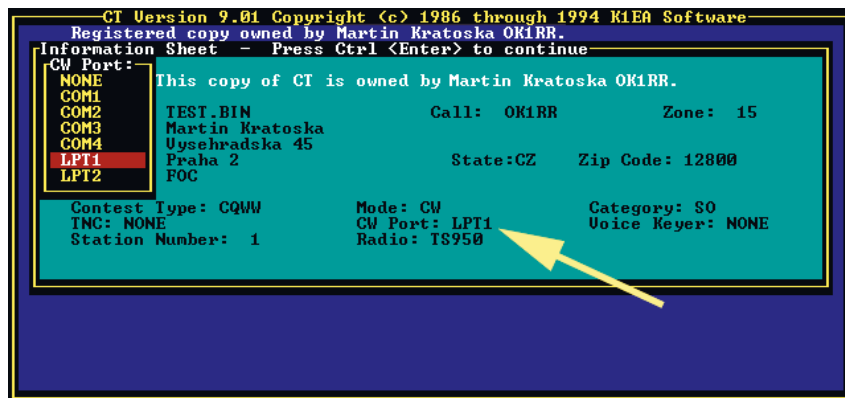 CT Version 9.01 Copyright (c) 1986 through 1994 K1EA Software
Registered copy owned by Martin Kratoska OK1RR.
Information Sheet - Press Ctrl <Enter> to continue
CW Port:
NONE
COM1
COM2
COM3
COM4
LPT1
LPT2
This copy of CT is owned by Martin Kratoska OK1RR.
TEST.BIN Call: OK1RR Zone: 15
Martin Kratoska
Vysehradska 45
Praha 2 State:CZ Zip Code: 12800
FOC
Contest Type: CQWW Mode: CW Category: SO
TNC: NONE CW Port: LPT1 Voice Keyer: NONE
Station Number: 1 Radio: TS950